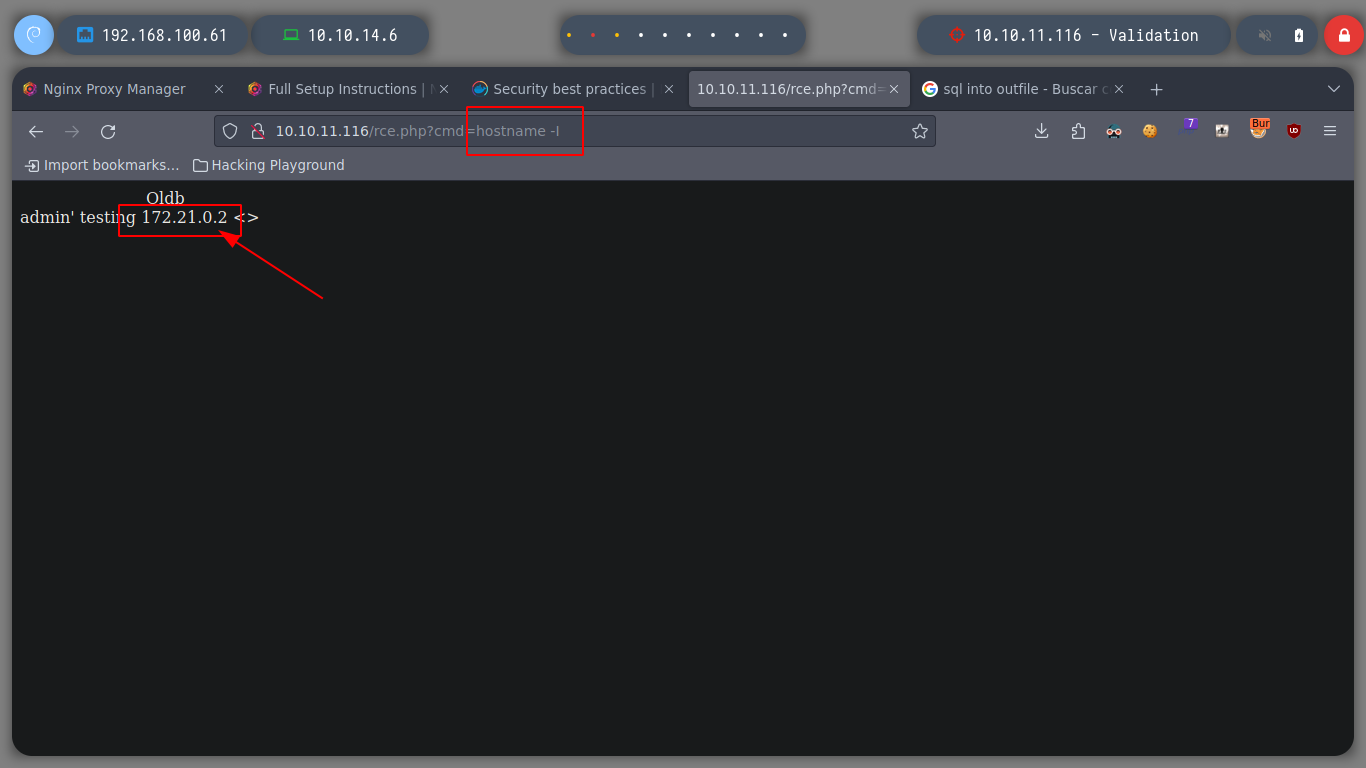 192.168.100.61
10.10.14.6
10.10.11.116 - Validation
Nginx Proxy Manager
Full Setup Instructions |
Security best practices |
10.10.11.116/rce.php?cmd=
sql into outfile - Buscar c
10.10.11.116/rce.php?cmd=hostname -I
7
Bur
UD
Import bookmarks...
Hacking Playground
Oldb
admin' testing 172.21.0.2 <>